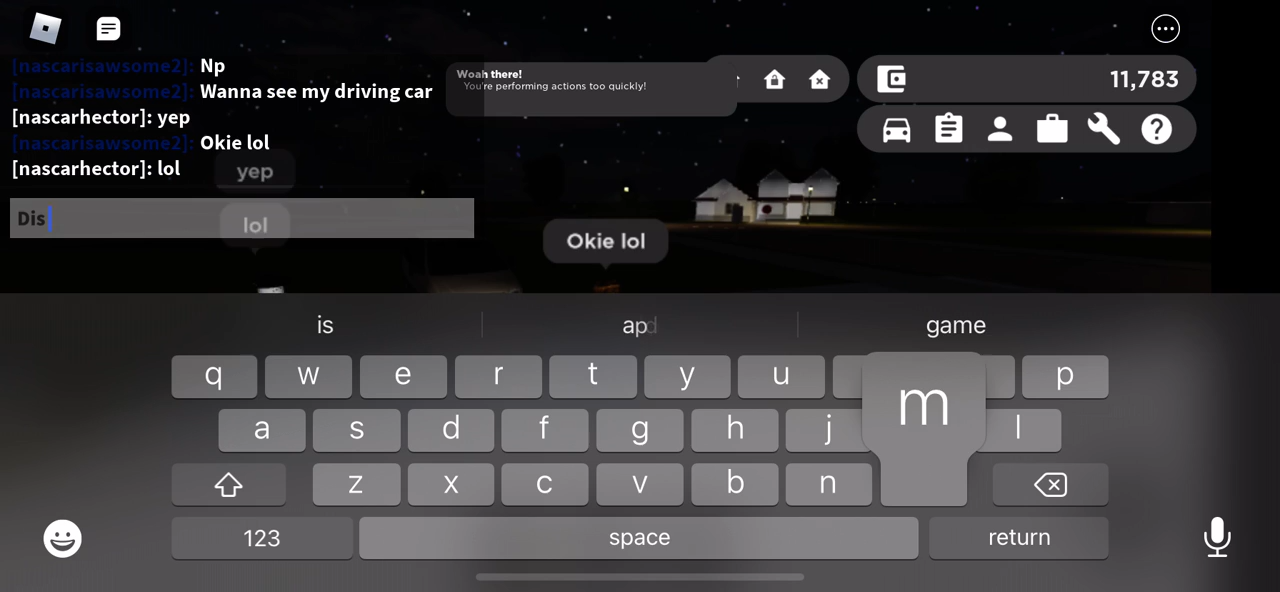 [nascarisawsome2]: Np
[nascarisawsome2]: Wanna see my driving car
[nascarhector]: yep
[nascarisawsome2]: Okie lol
[nascarhector]: lol
Woah there!
You're performing actions too quickly!
11,783
yep
lol
Dis
Okie lol
is
game
q w e r t y u p
a s d f g h j l
m
z x c v b n
123 space return